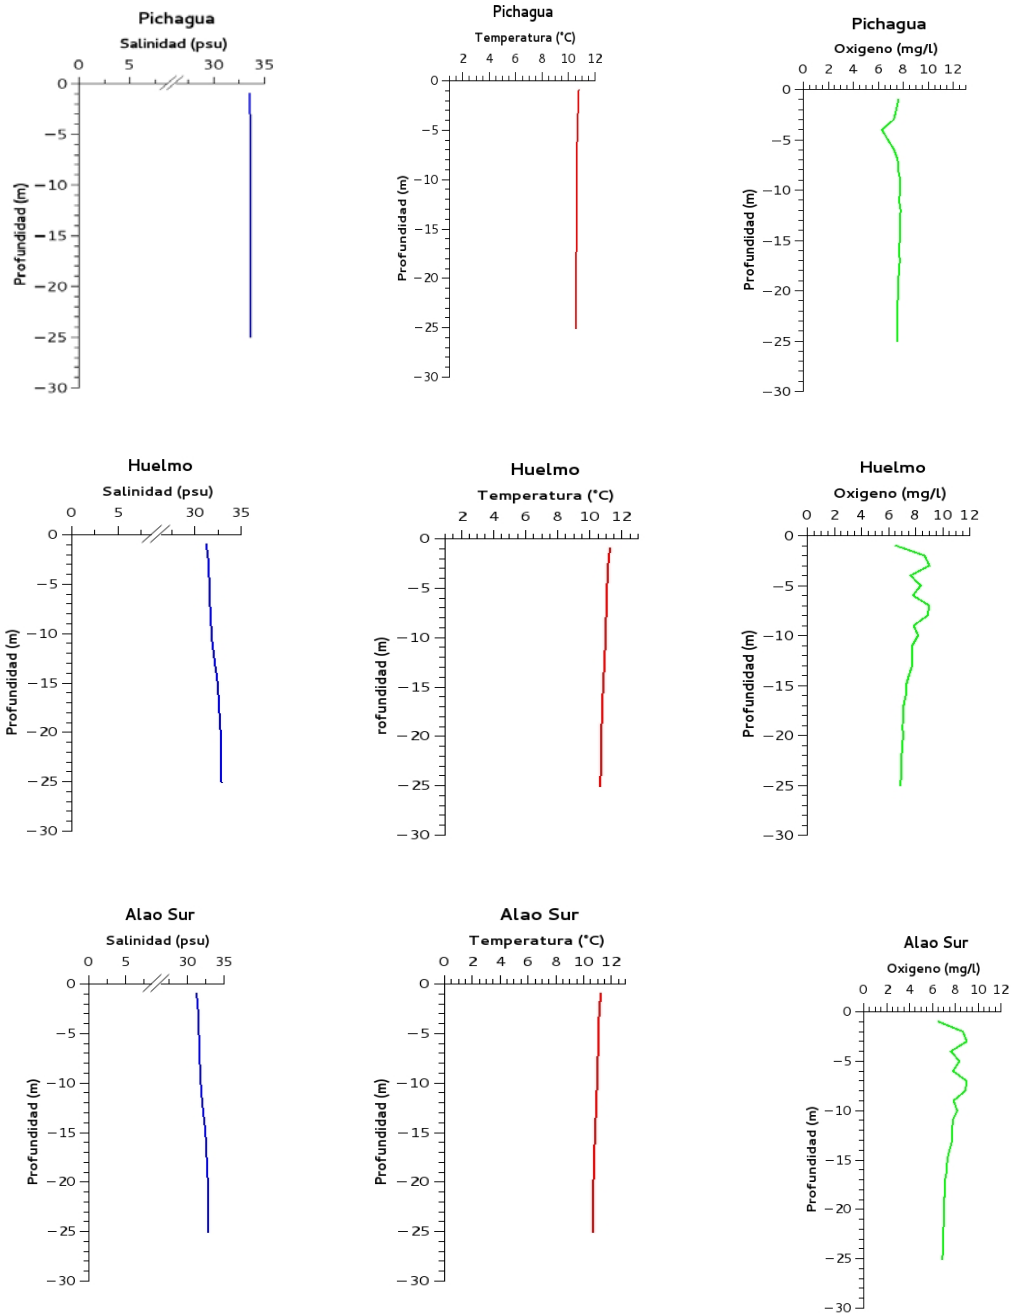 Pichagua
Salinidad (psu)
0 5 30 35
0
−5
−10
−15
−20
−25
−30
Profundidad (m)
Pichagua
Temperatura (°C)
2 4 6 8 10 12
0
−5
−10
−15
−20
−25
−30
Profundidad (m)
Pichagua
Oxigeno (mg/l)
0 2 4 6 8 10 12
0
−5
−10
−15
−20
−25
−30
Profundidad (m)
Huelmo
Salinidad (psu)
0 5 30 35
0
−5
−10
−15
−20
−25
−30
Profundidad (m)
Huelmo
Temperatura (°C)
2 4 6 8 10 12
0
−5
−10
−15
−20
−25
−30
rofundidad (m)
Huelmo
Oxigeno (mg/l)
0 2 4 6 8 10 12
0
−5
−10
−15
−20
−25
−30
Profundidad (m)
Alao Sur
Salinidad (psu)
0 5 30 35
0
−5
−10
−15
−20
−25
−30
Profundidad (m)
Alao Sur
Temperatura (°C)
0 2 4 6 8 10 12
0
−5
−10
−15
−20
−25
−30
Profundidad (m)
Alao Sur
Oxigeno (mg/l)
0 2 4 6 8 10 12
0
−5
−10
−15
−20
−25
−30
Profundidad (m)